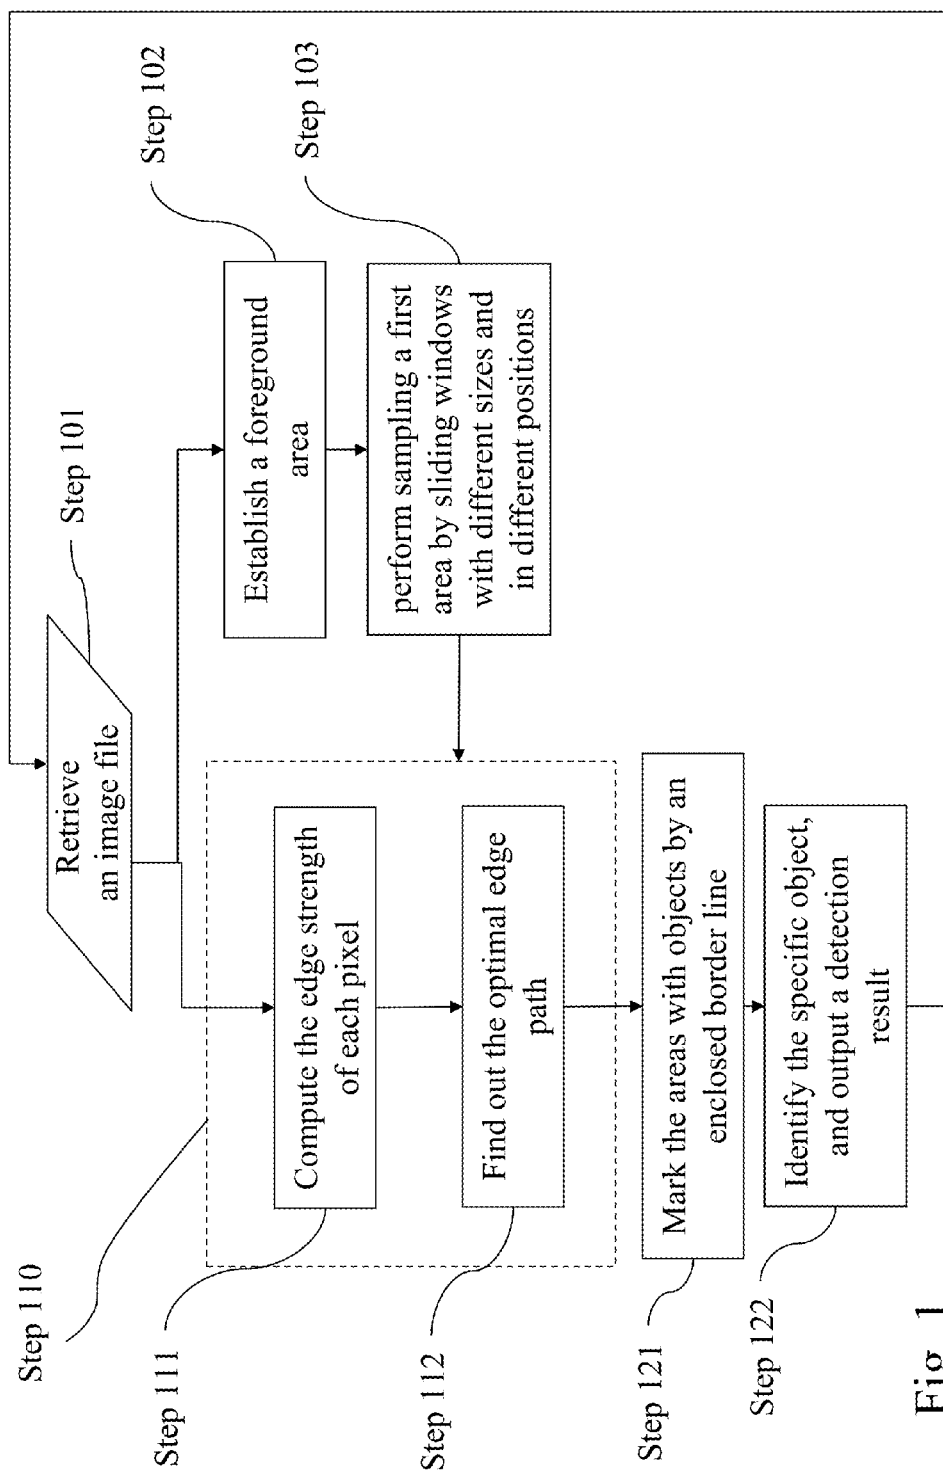 Step 101
Retrieve
an image file
Step 102
Establish a foreground
area
Step 103
perform sampling a first
area by sliding windows
with different sizes and
in different positions
Step 110
Step 111
Compute the edge strength
of each pixel
Step 112
Find out the optimal edge
path
Step 121
Mark the areas with objects by an
enclosed border line
Step 122
Identify the specific object,
and output a detection
result
Fig. 1